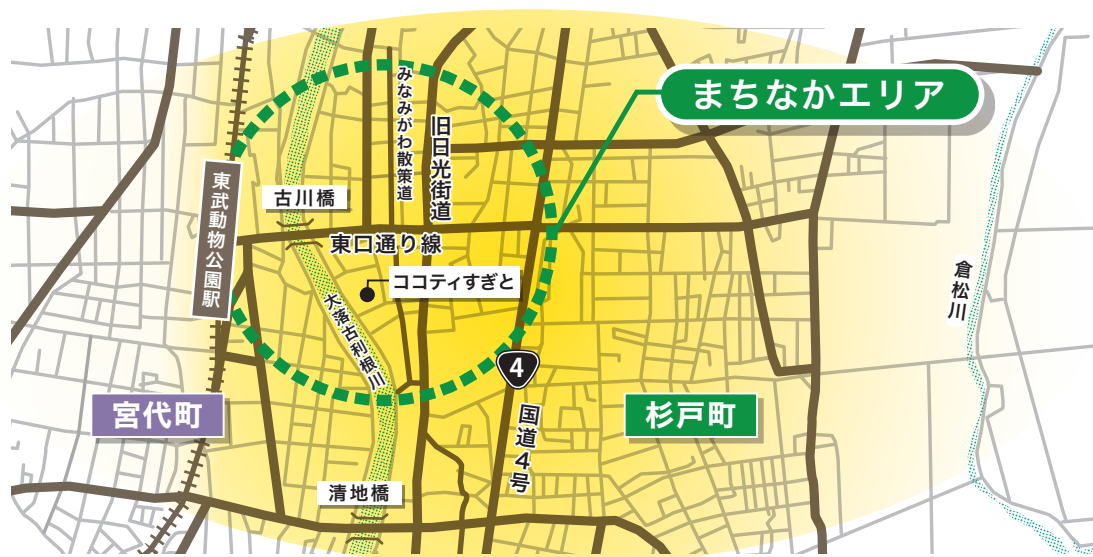 まちなかエリア
みなみがわ散策道
旧日光街道
東武動物公園駅
古川橋
東口通り線
ココティすぎと
倉松川
大落古利根川
4
宮代町
杉戸町
国道4号
清地橋